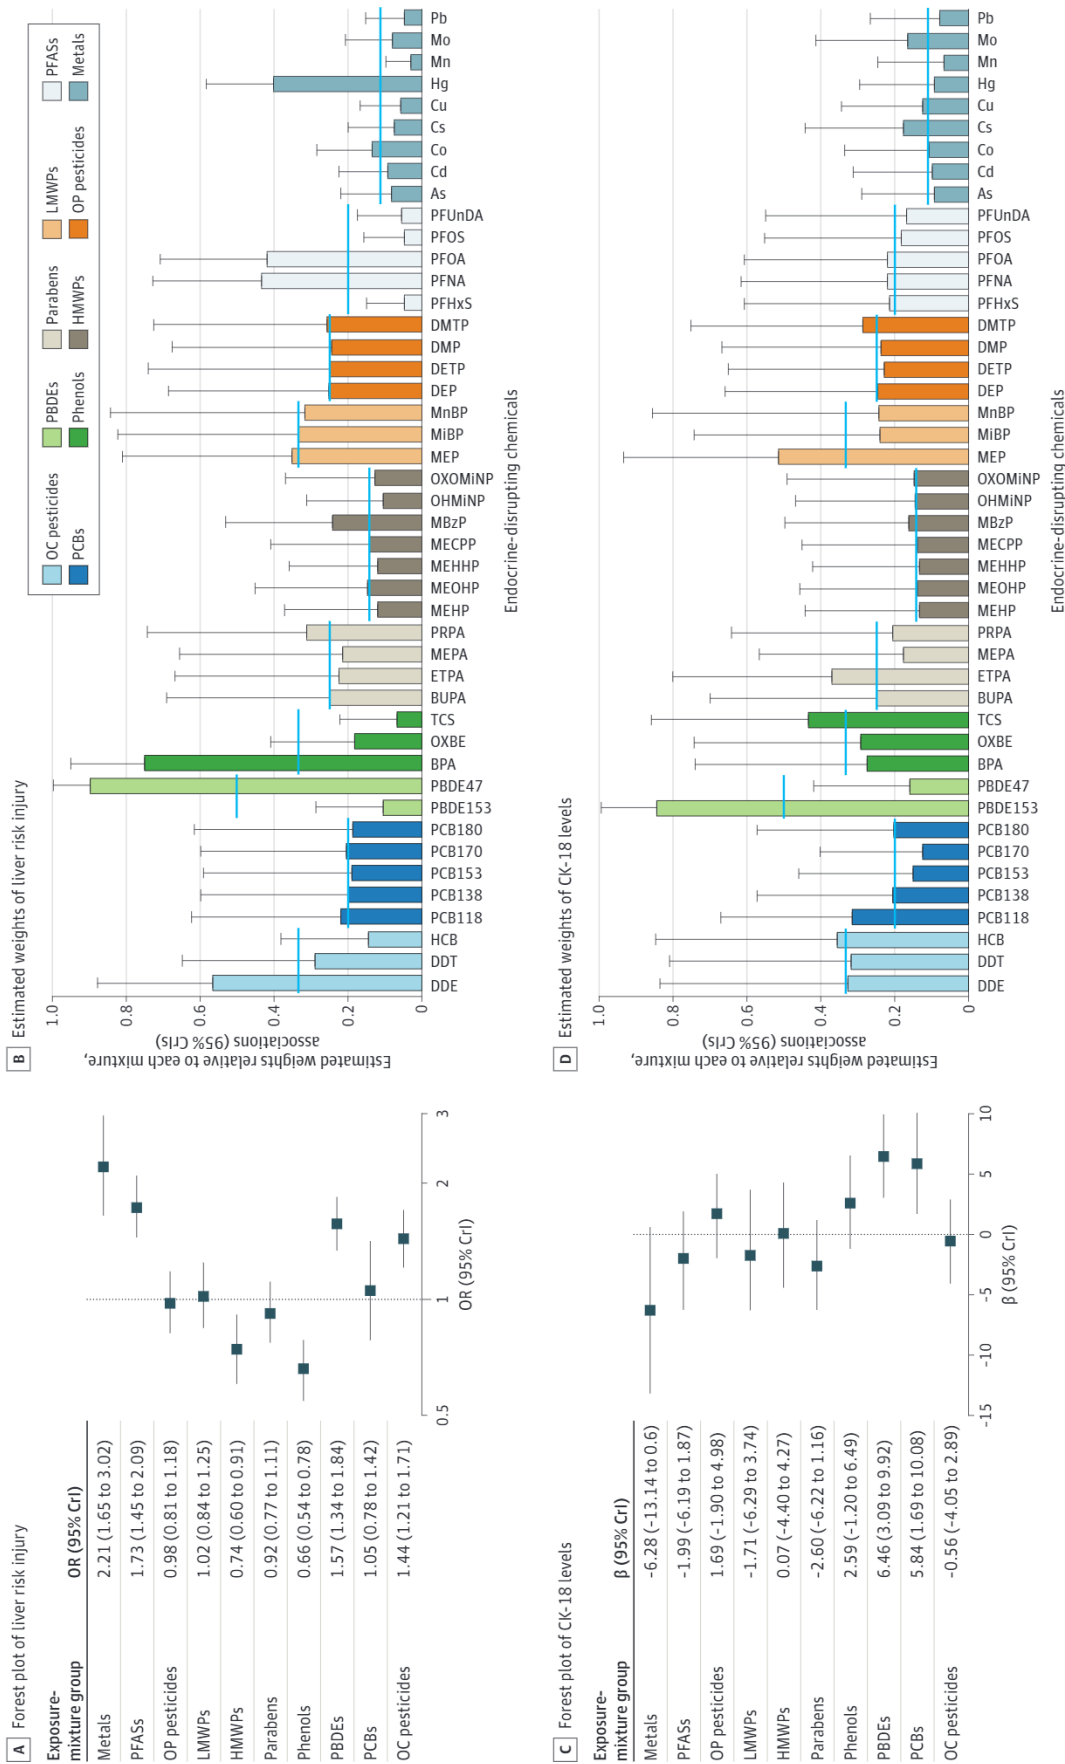 A Forest plot of liver risk injury
Exposure-
mixture group OR (95% CrI)
Metals 2.21 (1.65 to 3.02)
PFASs 1.73 (1.45 to 2.09)
OP pesticides 0.98 (0.81 to 1.18)
LMWPs 1.02 (0.84 to 1.25)
HMWPs 0.74 (0.60 to 0.91)
Parabens 0.92 (0.77 to 1.11)
Phenols 0.66 (0.54 to 0.78)
PBDEs 1.57 (1.34 to 1.84)
PCBs 1.05 (0.78 to 1.42)
OC pesticides 1.44 (1.21 to 1.71)
0.5 1 2 3
OR (95% CrI)
B Estimated weights of liver risk injury
OC pesticides PBDEs Parabens LMWPs PFASs
PCBs Phenols HMWPs OP pesticides Metals
Estimated weights relative to each mixture,
associations (95% CrIs)
1.0
0.8
0.6
0.4
0.2
0
DDE
DDT
HCB
PCB118
PCB138
PCB153
PCB170
PCB180
PBDE153
PBDE47
BPA
OXBE
TCS
BUPA
ETPA
MEPA
PRPA
MEHP
MEOHP
MEHHP
MECPP
MBzP
OHMiNP
OXOMiNP
MEP
MiBP
MnBP
DEP
DETP
DMP
DMTP
PFHxS
PFNA
PFOA
PFOS
PFUnDA
As
Cd
Co
Cs
Cu
Hg
Mn
Mo
Pb
Endocrine-disrupting chemicals
C Forest plot of CK-18 levels
Exposure-
mixture group β (95% CrI)
Metals -6.28 (-13.14 to 0.6)
PFASs -1.99 (-6.19 to 1.87)
OP pesticides 1.69 (-1.90 to 4.98)
LMWPs -1.71 (-6.29 to 3.74)
HMWPs 0.07 (-4.40 to 4.27)
Parabens -2.60 (-6.22 to 1.16)
Phenols 2.59 (-1.20 to 6.49)
PBDEs 6.46 (3.09 to 9.92)
PCBs 5.84 (1.69 to 10.08)
OC pesticides -0.56 (-4.05 to 2.89)
-15 -10 -5 0 5 10
β (95% CrI)
D Estimated weights of CK-18 levels
Estimated weights relative to each mixture,
associations (95% CrIs)
1.0
0.8
0.6
0.4
0.2
0
DDE
DDT
HCB
PCB118
PCB138
PCB153
PCB170
PCB180
PBDE153
PBDE47
BPA
OXBE
TCS
BUPA
ETPA
MEPA
PRPA
MEHP
MEOHP
MEHHP
MECPP
MBzP
OHMiNP
OXOMiNP
MEP
MiBP
MnBP
DEP
DETP
DMP
DMTP
PFHxS
PFNA
PFOA
PFOS
PFUnDA
As
Cd
Co
Cs
Cu
Hg
Mn
Mo
Pb
Endocrine-disrupting chemicals